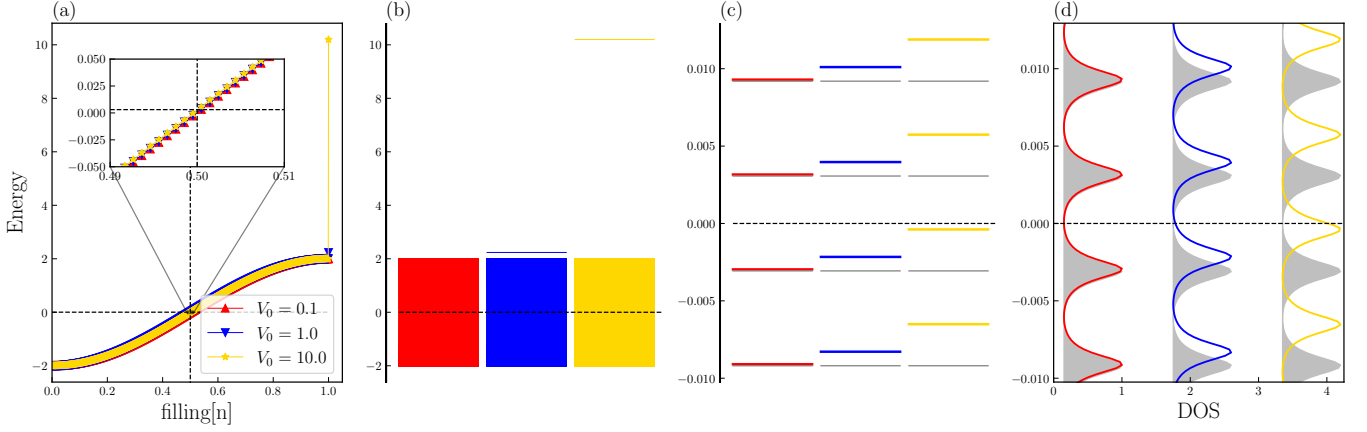 (a)
(b)
(c)
(d)
Energy
10
8
6
4
2
0
−2
0.0 0.2 0.4 0.6 0.8 1.0
filling[n]
0.050
0.025
0.000
−0.025
−0.050
0.49 0.50 0.51
V₀ = 0.1
V₀ = 1.0
V₀ = 10.0
10
8
6
4
2
0
−2
0.010
0.005
0.000
−0.005
−0.010
0.010
0.005
0.000
−0.005
−0.010
0 1 2 3 4
DOS